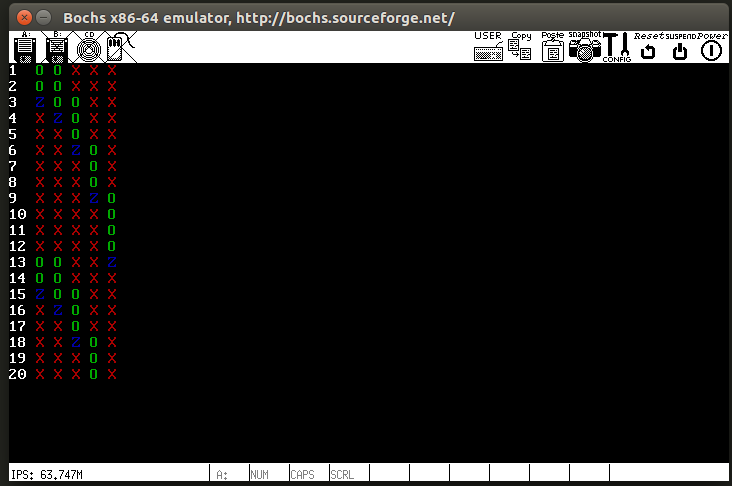 Bochs x86-64 emulator, http://bochs.sourceforge.net/
A: B: CD USER Copy Paste snapshot CONFIG Reset SUSPEND Power
1 O O X X X
2 O O X X X
3 Z O O X X
4 X Z O X X
5 X X O X X
6 X X Z O X
7 X X X O X
8 X X X O X
9 X X X Z O
10 X X X X O
11 X X X X O
12 X X X X O
13 O O X X Z
14 O O X X X
15 Z O O X X
16 X Z O X X
17 X X O X X
18 X X Z O X
19 X X X O X
20 X X X O X
IPS: 63.747M A: NUM CAPS SCRL